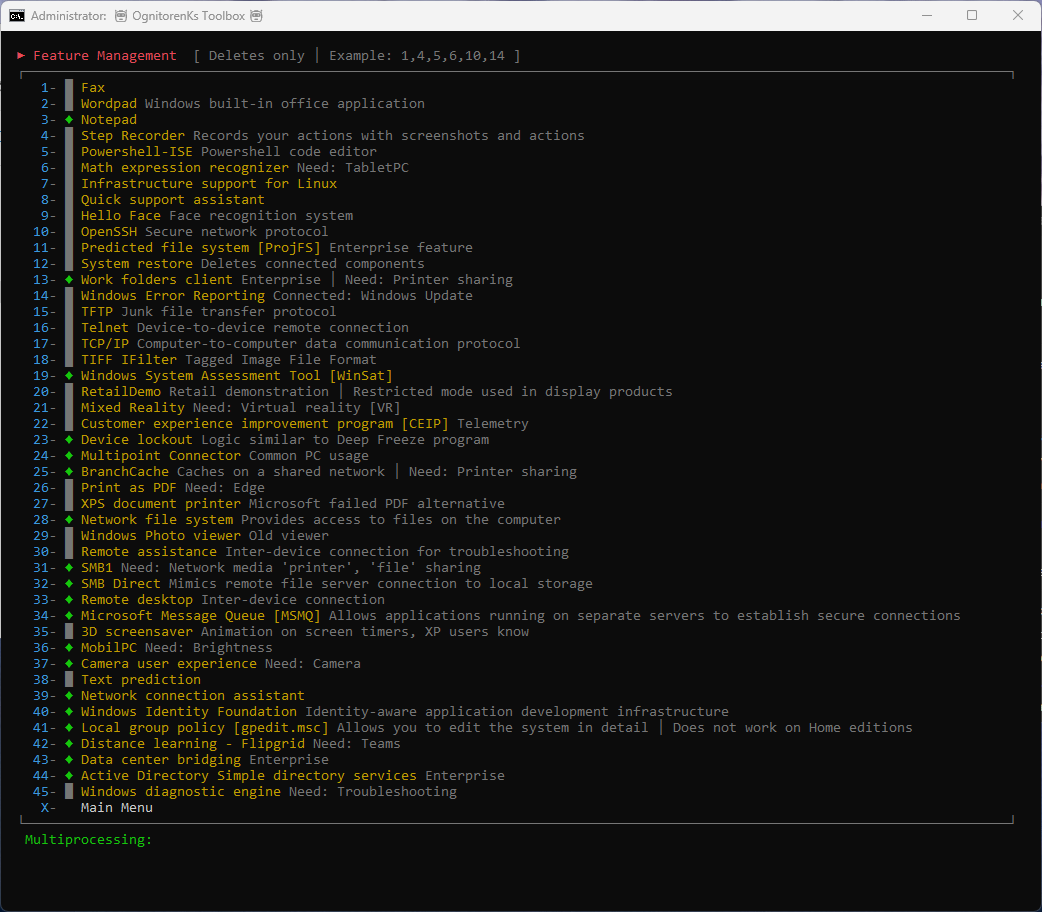 Administrator: OgnitorenKs Toolbox
► Feature Management [ Deletes only │ Example: 1,4,5,6,10,14 ]
1- Fax
2- Wordpad Windows built-in office application
3- ♦ Notepad
4- Step Recorder Records your actions with screenshots and actions
5- Powershell-ISE Powershell code editor
6- Math expression recognizer Need: TabletPC
7- Infrastructure support for Linux
8- Quick support assistant
9- Hello Face Face recognition system
10- OpenSSH Secure network protocol
11- Predicted file system [ProjFS] Enterprise feature
12- System restore Deletes connected components
13- ♦ Work folders client Enterprise │ Need: Printer sharing
14- Windows Error Reporting Connected: Windows Update
15- TFTP Junk file transfer protocol
16- Telnet Device-to-device remote connection
17- TCP/IP Computer-to-computer data communication protocol
18- TIFF IFilter Tagged Image File Format
19- ♦ Windows System Assessment Tool [WinSat]
20- RetailDemo Retail demonstration │ Restricted mode used in display products
21- Mixed Reality Need: Virtual reality [VR]
22- Customer experience improvement program [CEIP] Telemetry
23- ♦ Device lockout Logic similar to Deep Freeze program
24- ♦ Multipoint Connector Common PC usage
25- ♦ BranchCache Caches on a shared network │ Need: Printer sharing
26- Print as PDF Need: Edge
27- XPS document printer Microsoft failed PDF alternative
28- ♦ Network file system Provides access to files on the computer
29- Windows Photo viewer Old viewer
30- Remote assistance Inter-device connection for troubleshooting
31- ♦ SMB1 Need: Network media 'printer', 'file' sharing
32- ♦ SMB Direct Mimics remote file server connection to local storage
33- ♦ Remote desktop Inter-device connection
34- ♦ Microsoft Message Queue [MSMQ] Allows applications running on separate servers to establish secure connections
35- 3D screensaver Animation on screen timers, XP users know
36- ♦ MobilPC Need: Brightness
37- ♦ Camera user experience Need: Camera
38- Text prediction
39- ♦ Network connection assistant
40- ♦ Windows Identity Foundation Identity-aware application development infrastructure
41- ♦ Local group policy [gpedit.msc] Allows you to edit the system in detail │ Does not work on Home editions
42- ♦ Distance learning - Flipgrid Need: Teams
43- ♦ Data center bridging Enterprise
44- ♦ Active Directory Simple directory services Enterprise
45- Windows diagnostic engine Need: Troubleshooting
X- Main Menu
Multiprocessing: